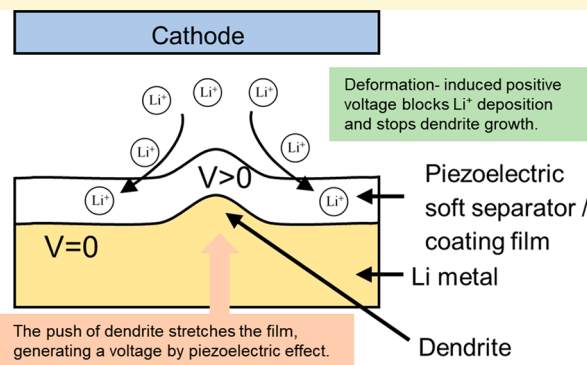 Cathode
Li⁺
Li⁺
Li⁺
Deformation- induced positive
voltage blocks Li⁺ deposition
and stops dendrite growth.
Li⁺
Li⁺
V>0
Li⁺
Li⁺
Piezoelectric
soft separator /
coating film
V=0
Li metal
The push of dendrite stretches the film,
generating a voltage by piezoelectric effect.
Dendrite